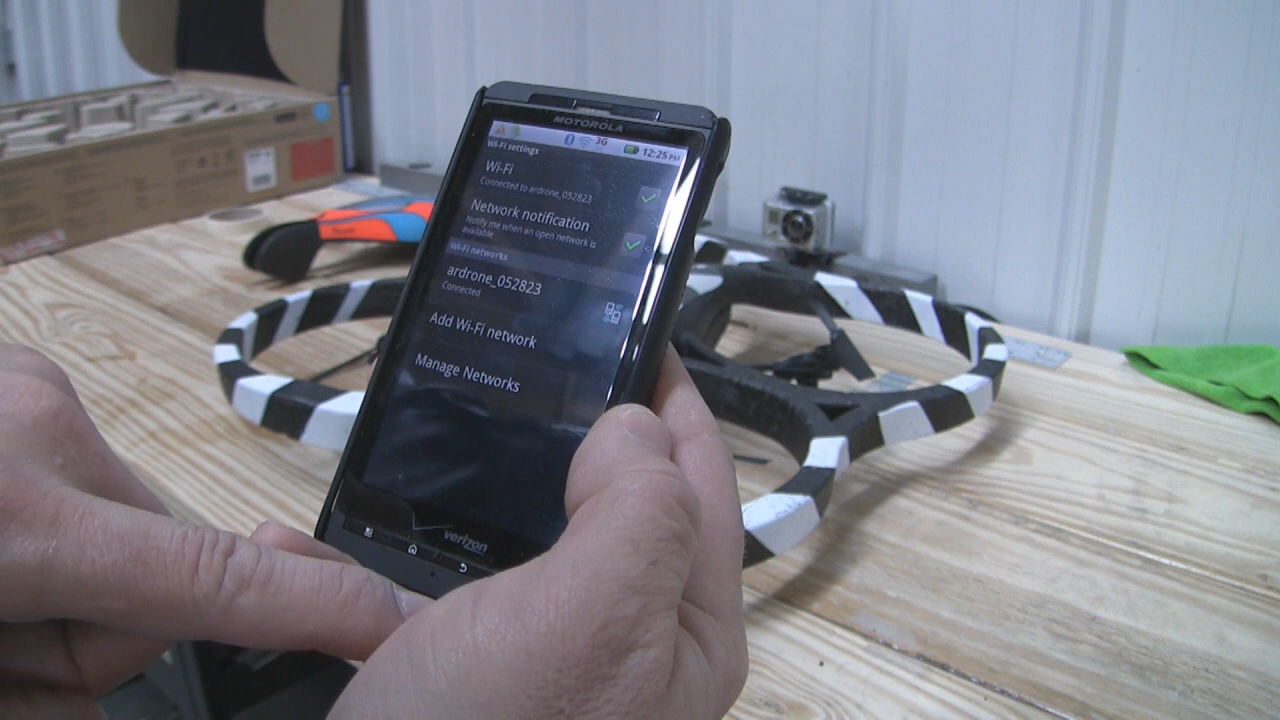 MOTOROLA
3G
12:25 PM
Wi-Fi settings
Wi-Fi
Connected to ardrone_052823
Network notification
Notify me when an open network is
available
Wi-Fi networks
ardrone_052823
Connected
Add Wi-Fi network
Manage Networks
verizon